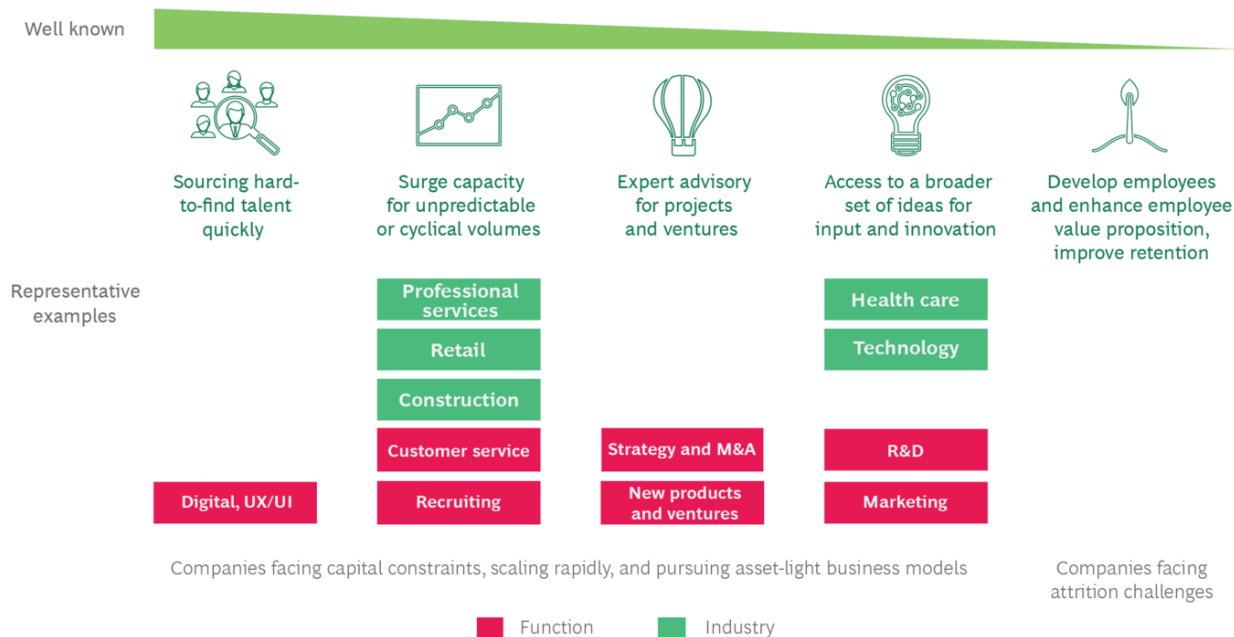 Well known
Sourcing hard-
to-find talent
quickly
Surge capacity
for unpredictable
or cyclical volumes
Expert advisory
for projects
and ventures
Access to a broader
set of ideas for
input and innovation
Develop employees
and enhance employee
value proposition,
improve retention
Representative
examples
Professional
services
Health care
Retail
Technology
Construction
Customer service
Strategy and M&A
R&D
Digital, UX/UI
Recruiting
New products
and ventures
Marketing
Companies facing capital constraints, scaling rapidly, and pursuing asset-light business models
Companies facing
attrition challenges
Function
Industry